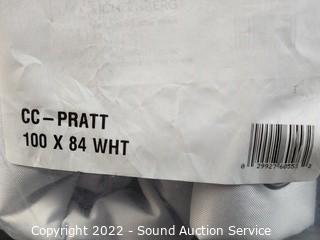 CC-PRATT
100 X 84 WHT
Copyright 2022 - Sound Auction Service